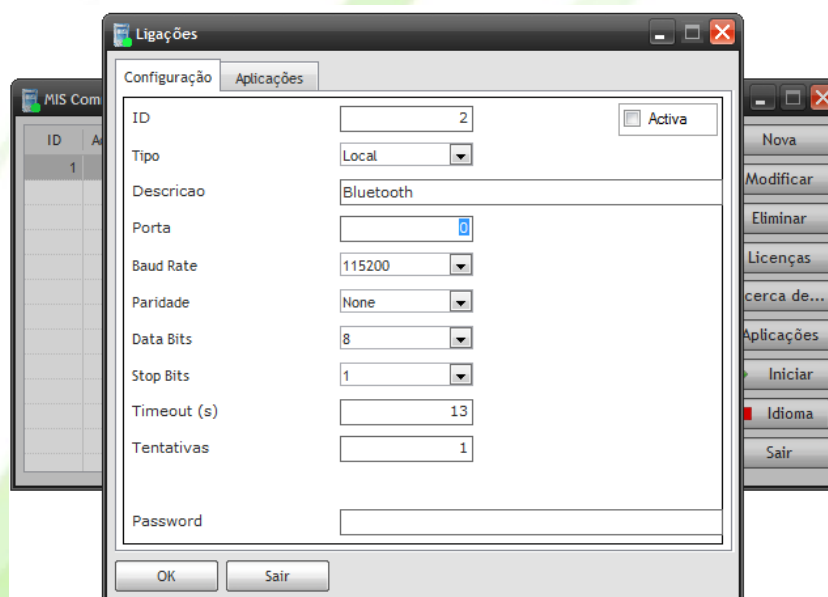 Ligações
Configuração Aplicações
MIS Com
ID
1
ID 2 Activa
Tipo Local
Descricao Bluetooth
Porta 0
Baud Rate 115200
Paridade None
Data Bits 8
Stop Bits 1
Timeout (s) 13
Tentativas 1
Password
OK Sair
Nova
Modificar
Eliminar
Licenças
cerca de...
Aplicações
Iniciar
Idioma
Sair